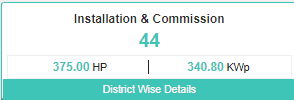 Installation & Commission
44
375.00 HP | 340.80 KWp
District Wise Details